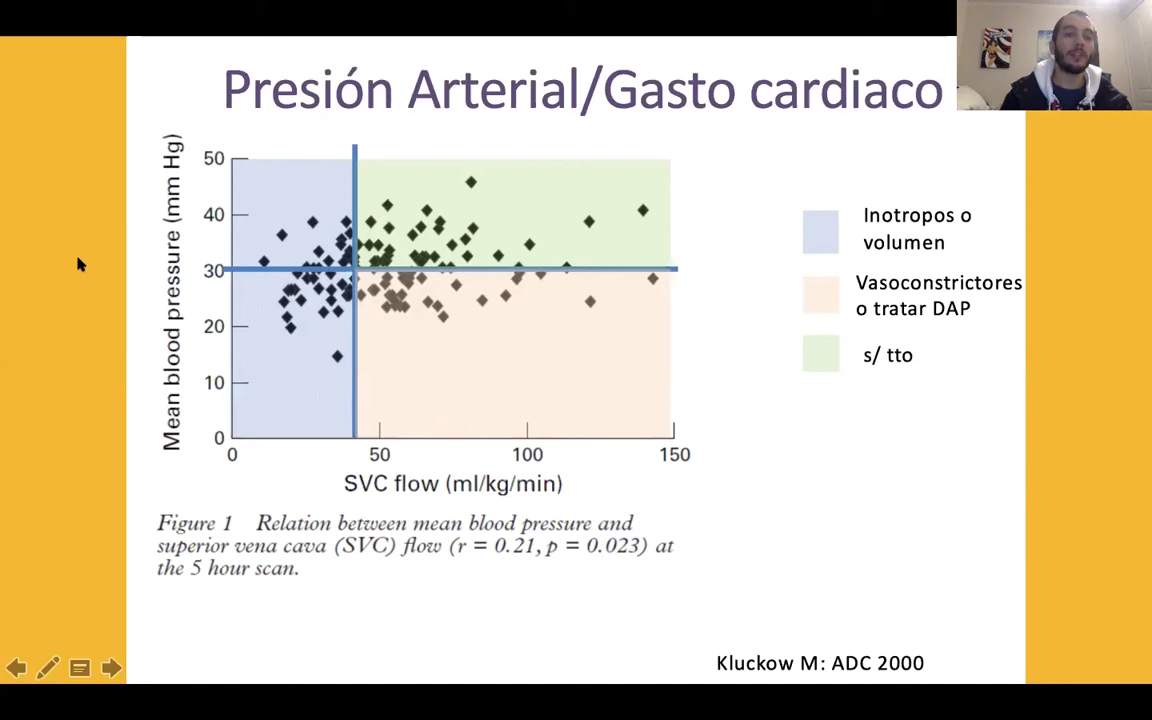 Presión Arterial/Gasto cardiaco
Mean blood pressure (mm Hg)
50
40
30
20
10
0
0
50
100
150
SVC flow (ml/kg/min)
Inotropos o
volumen
Vasoconstrictores
o tratar DAP
s/ tto
Figure 1 Relation between mean blood pressure and
superior vena cava (SVC) flow (r = 0.21, p = 0.023) at
the 5 hour scan.
Kluckow M: ADC 2000